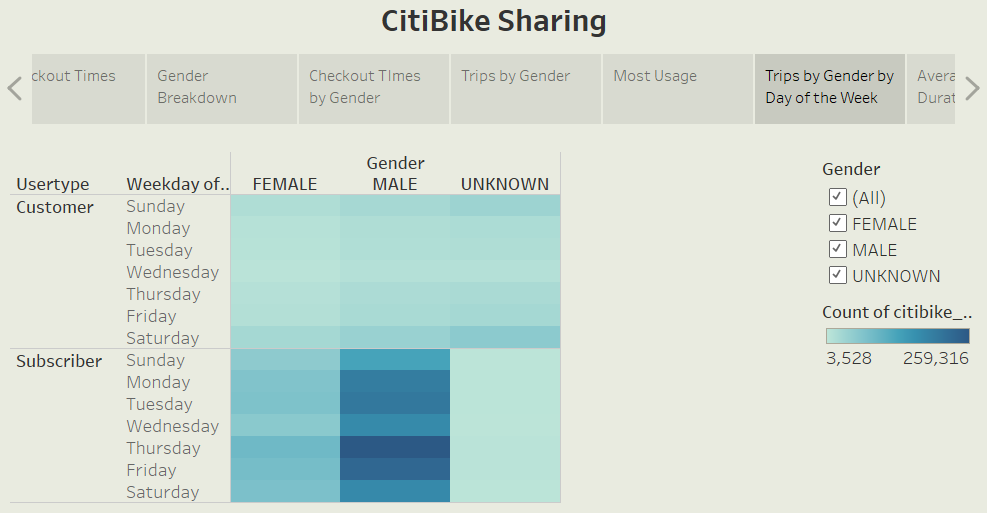 CitiBike Sharing
ckout Times
Gender
Breakdown
Checkout TImes
by Gender
Trips by Gender
Most Usage
Trips by Gender by
Day of the Week
Avera
Durat
Gender
Usertype Weekday of.. FEMALE MALE UNKNOWN
Customer Sunday
Monday
Tuesday
Wednesday
Thursday
Friday
Saturday
Subscriber Sunday
Monday
Tuesday
Wednesday
Thursday
Friday
Saturday
Gender
(All)
FEMALE
MALE
UNKNOWN
Count of citibike_..
3,528 259,316